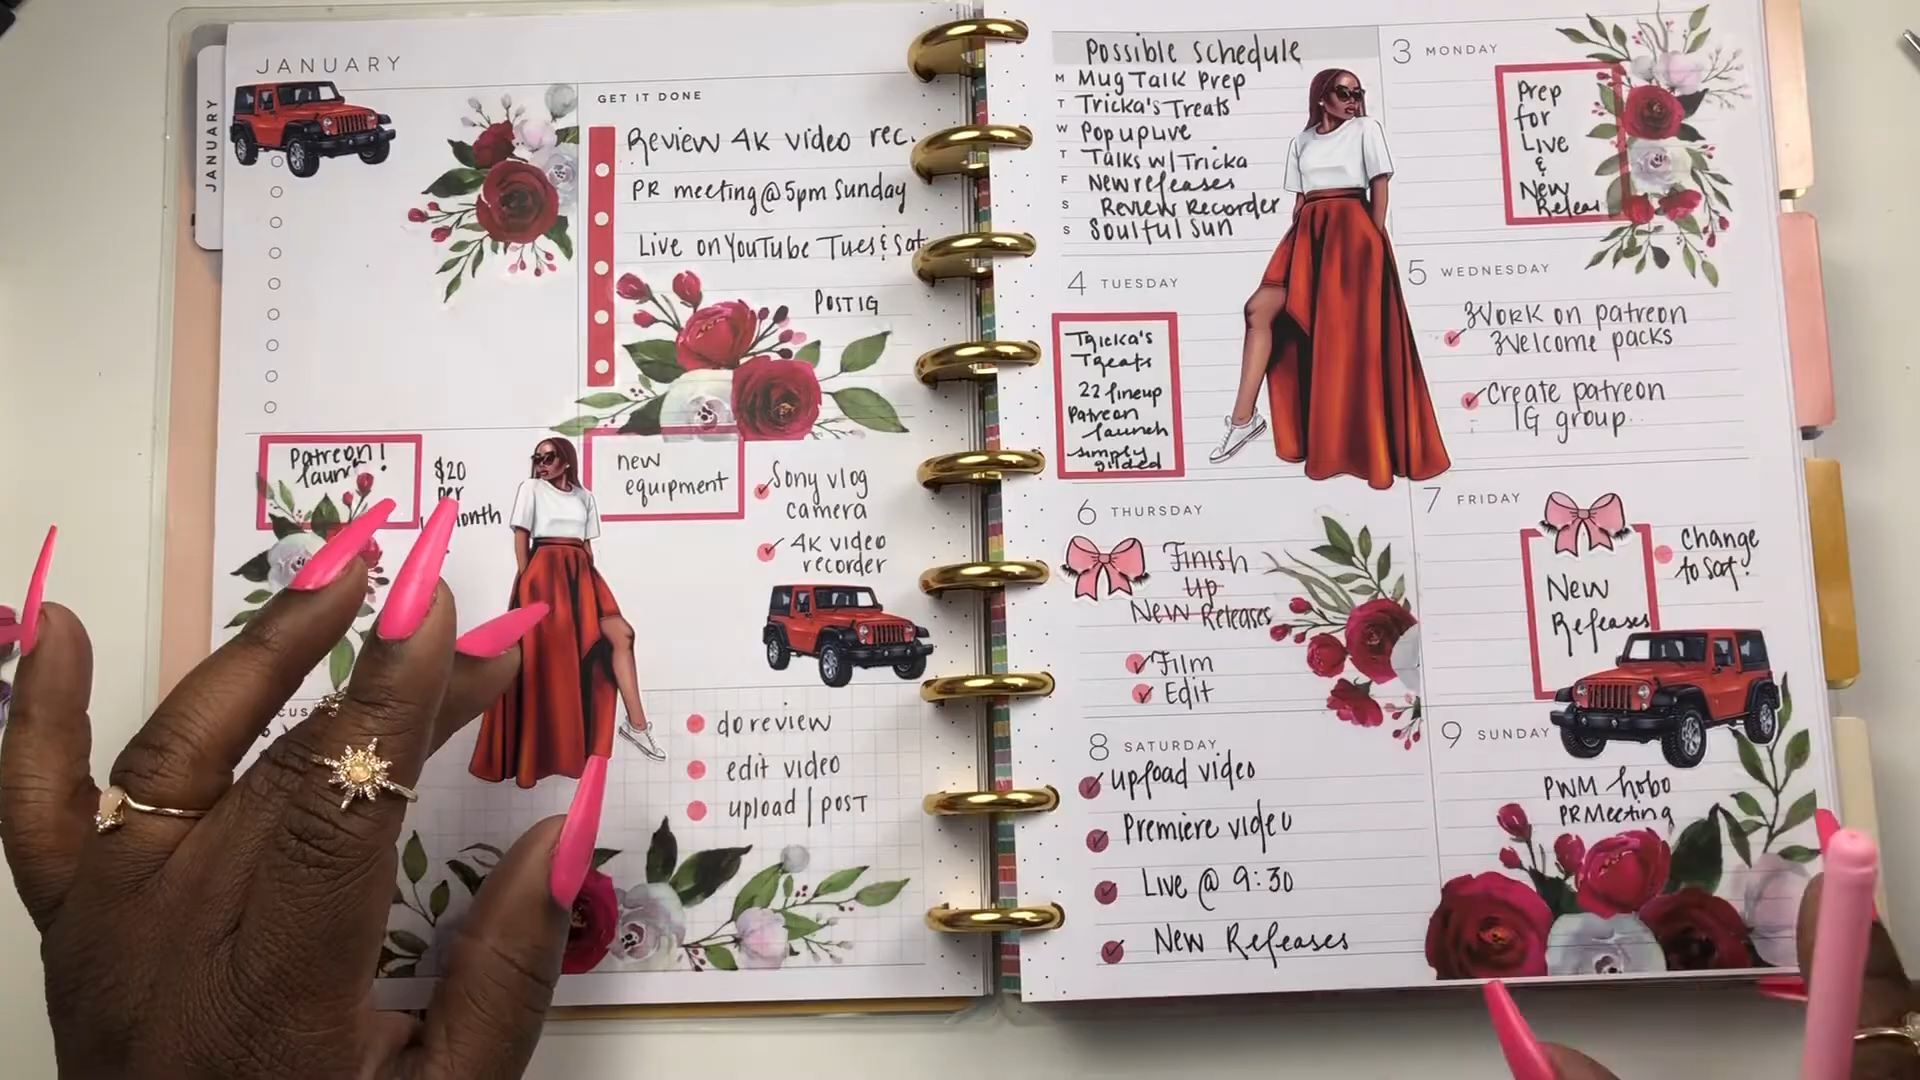 JANUARY
JANUARY
GET IT DONE
Review 4K video rec.
PR meeting@5pm Sunday
Live on YouTube Tues & Sat
POST IG
Patreon!
launch
$20
per
month
new
equipment
Sony vlog
camera
4K video
recorder
do review
edit video
upload | post
Possible Schedule
M Mug Talk Prep
T Tricka's Treats
W Pop up Live
T Talks w/ Tricka
F New releases
S Review Recorder
S Soulful Sun
3 MONDAY
Prep
for
Live
&
New
Releas
4 TUESDAY
Tricka's
Treats
22 lineup
Patreon
launch
simply
gilded
5 WEDNESDAY
Work on patreon
Welcome packs
Create patreon
IG group
6 THURSDAY
Finish
Up
New Releases
Film
Edit
7 FRIDAY
New
Releases
change
to sat!
8 SATURDAY
upload video
Premiere video
Live @ 9:30
New Releases
9 SUNDAY
PWM hobo
PR Meeting